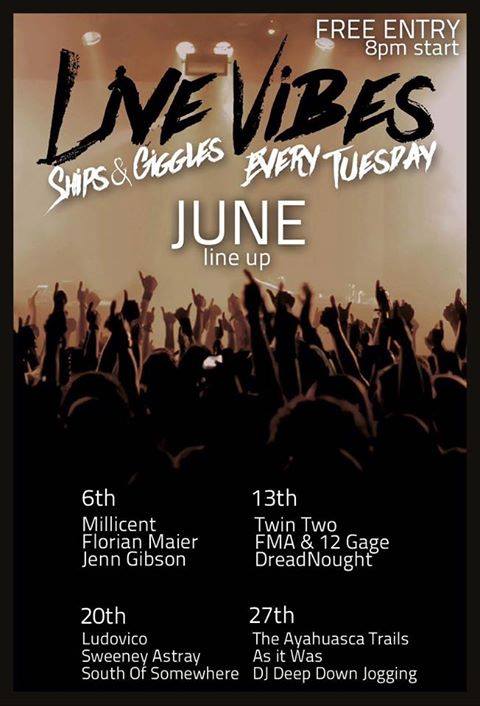 FREE ENTRY
8pm start
LIVE VIBES
SHIPS & GIGGLES EVERY TUESDAY
JUNE
line up
6th
Millicent
Florian Maier
Jenn Gibson
13th
Twin Two
FMA & 12 Gage
DreadNought
20th
Ludovico
Sweeney Astray
South Of Somewhere
27th
The Ayahuasca Trails
As it Was
DJ Deep Down Jogging